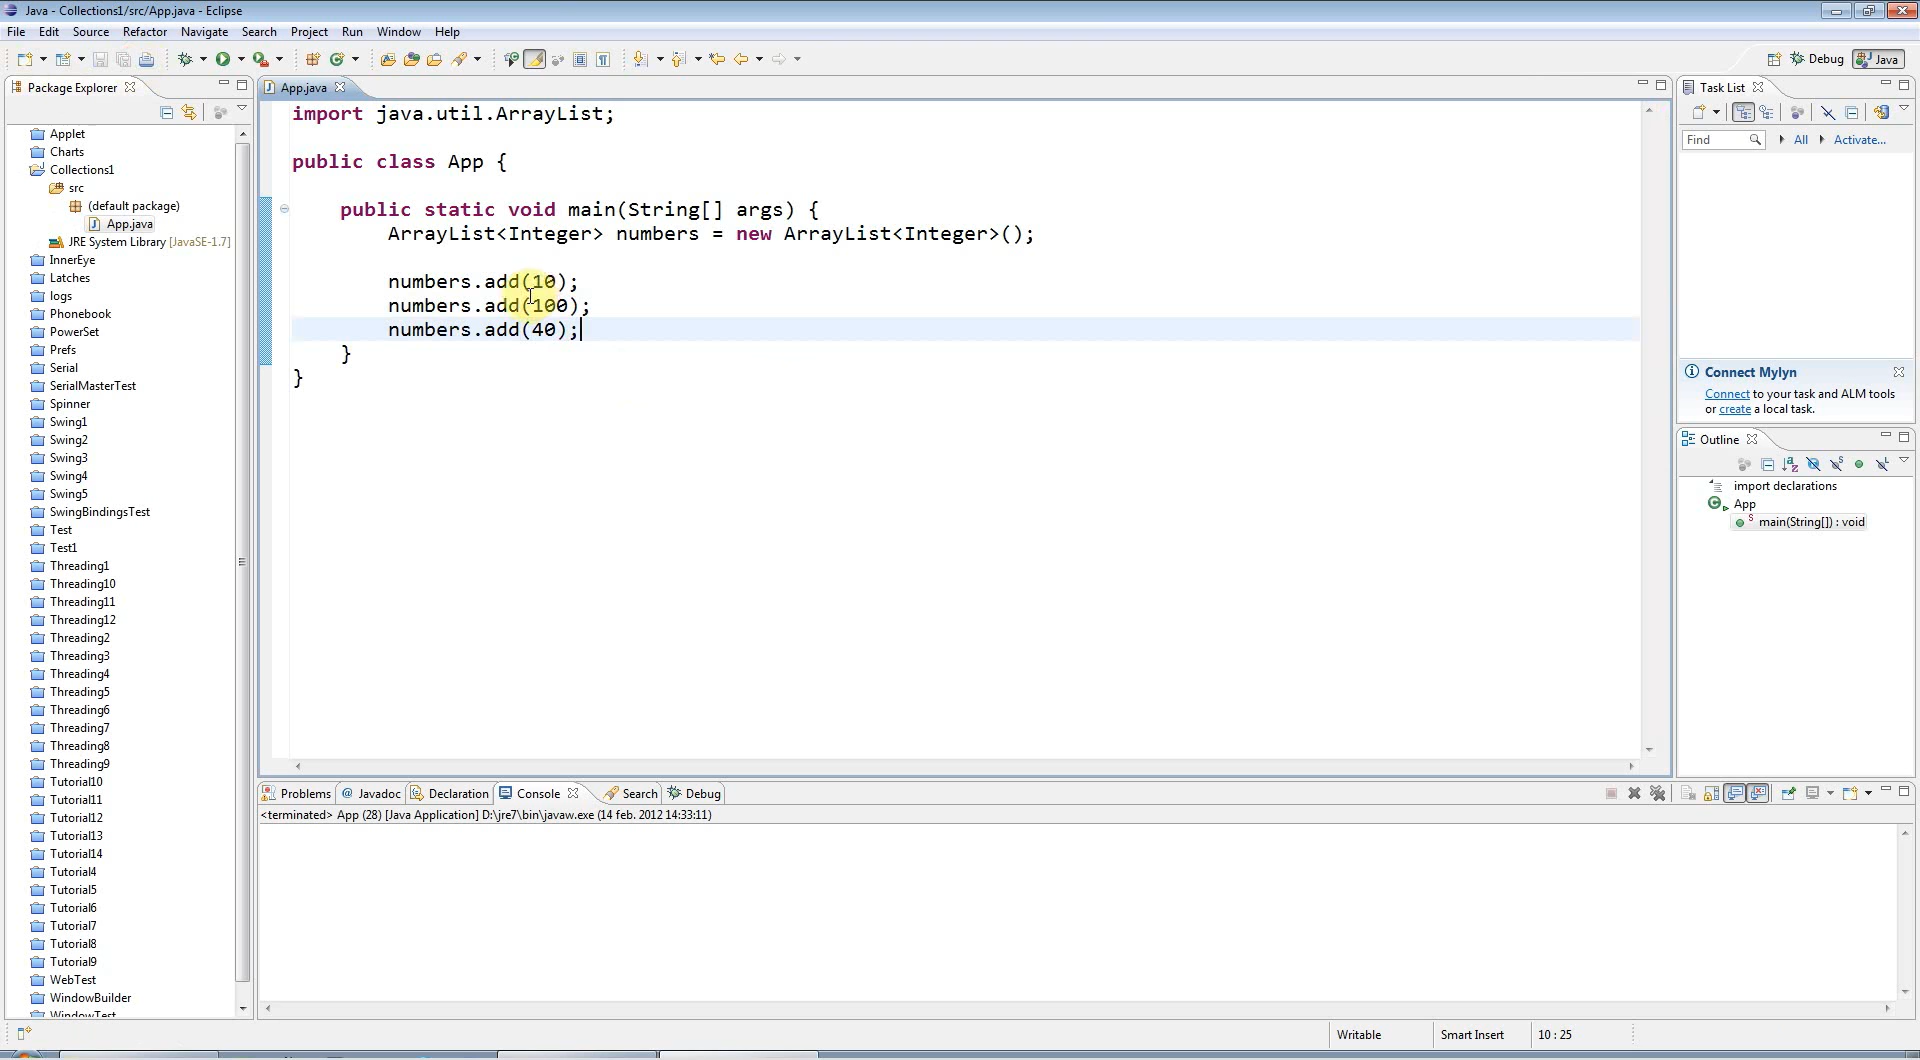 Java - Collections1/src/App.java - Eclipse
File Edit Source Refactor Navigate Search Project Run Window Help
Debug Java
Package Explorer
Applet
Charts
Collections1
src
(default package)
App.java
JRE System Library [JavaSE-1.7]
InnerEye
Latches
logs
Phonebook
PowerSet
Prefs
Serial
SerialMasterTest
Spinner
Swing1
Swing2
Swing3
Swing4
Swing5
SwingBindingsTest
Test
Test1
Threading1
Threading10
Threading11
Threading12
Threading2
Threading3
Threading4
Threading5
Threading6
Threading7
Threading8
Threading9
Tutorial10
Tutorial11
Tutorial12
Tutorial13
Tutorial14
Tutorial4
Tutorial5
Tutorial6
Tutorial7
Tutorial8
Tutorial9
WebTest
WindowBuilder
WindowTest
App.java
import java.util.ArrayList;
public class App {
public static void main(String[] args) {
ArrayList<Integer> numbers = new ArrayList<Integer>();
numbers.add(10);
numbers.add(100);
numbers.add(40);
}
}
Task List
Find All Activate...
Connect Mylyn
Connect to your task and ALM tools
or create a local task.
Outline
import declarations
App
main(String[]) : void
Problems @ Javadoc Declaration Console Search Debug
<terminated> App (28) [Java Application] D:\jre7\bin\javaw.exe (14 feb. 2012 14:33:11)
Writable Smart Insert 10 : 25